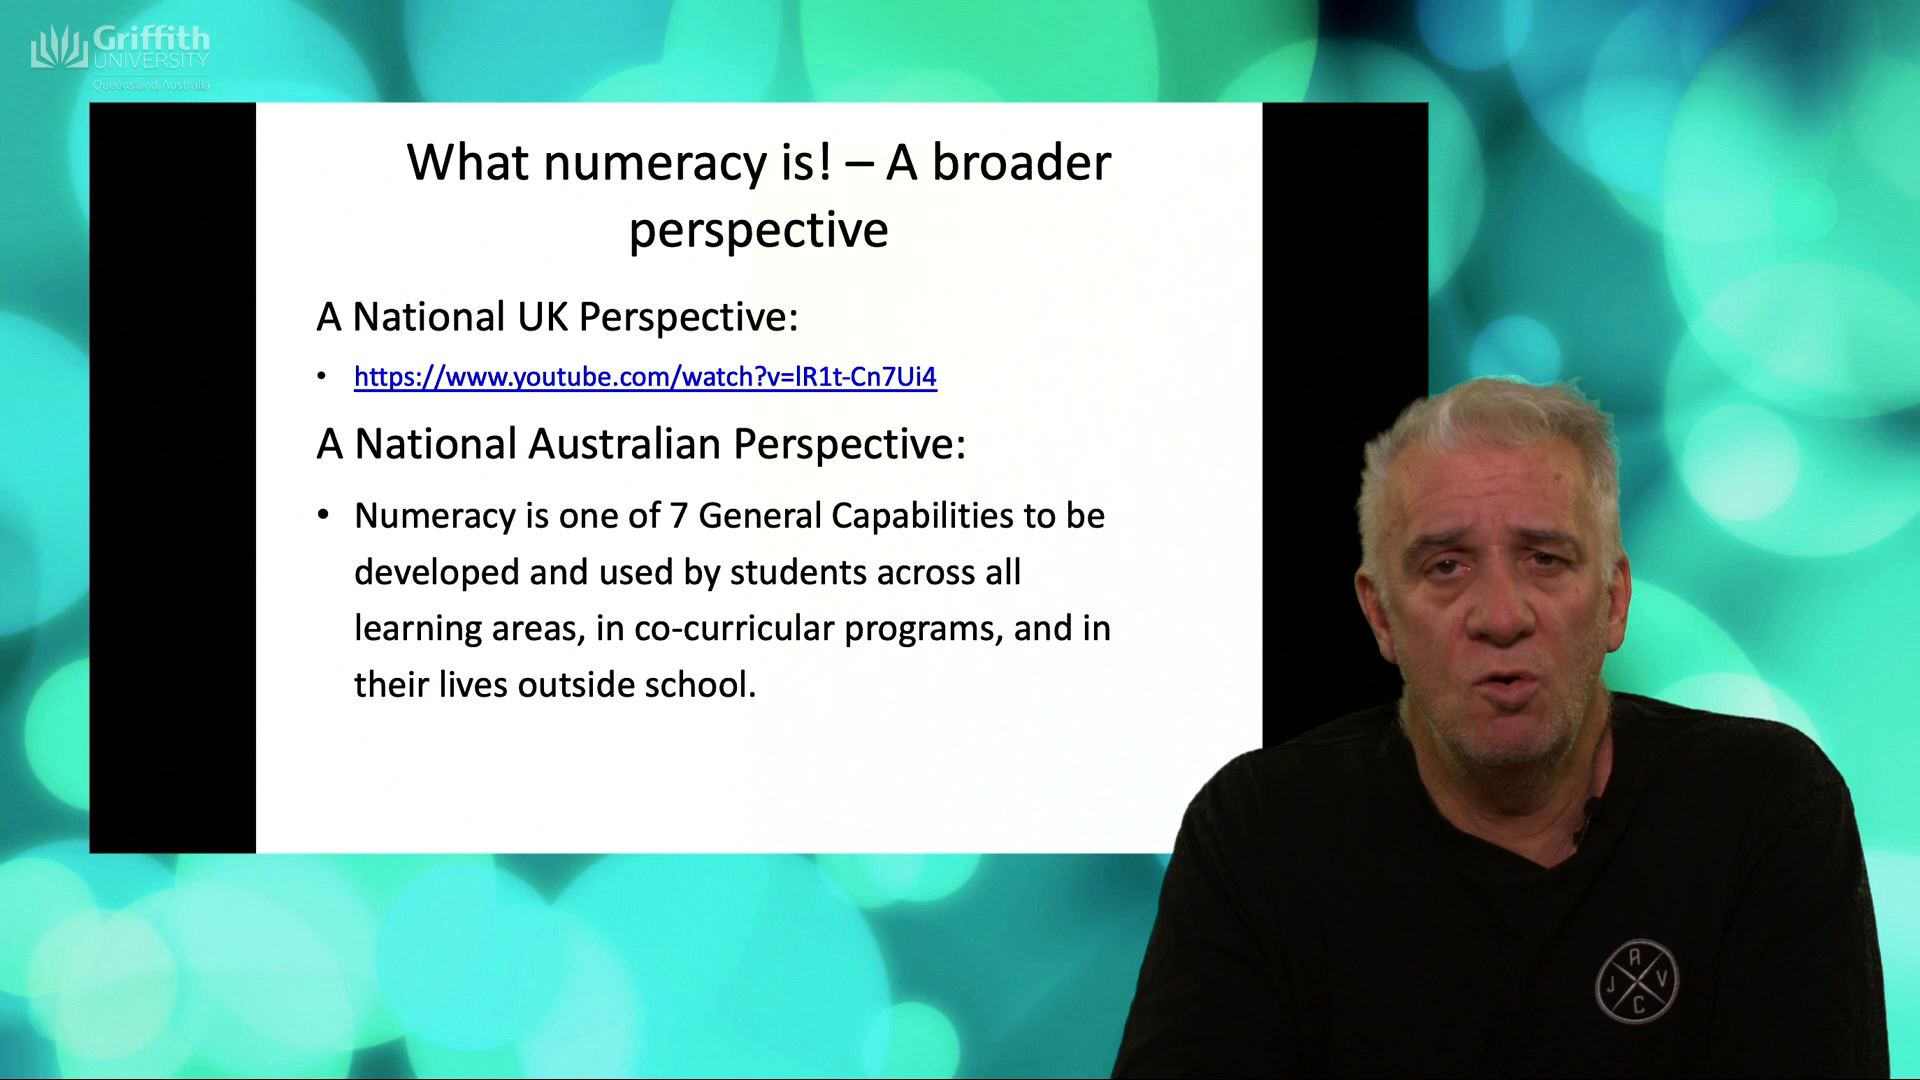 Griffith
UNIVERSITY
Queensland, Australia
What numeracy is! – A broader
perspective
A National UK Perspective:
• https://www.youtube.com/watch?v=lR1t-Cn7Ui4
A National Australian Perspective:
• Numeracy is one of 7 General Capabilities to be
developed and used by students across all
learning areas, in co-curricular programs, and in
their lives outside school.
A
J V
C